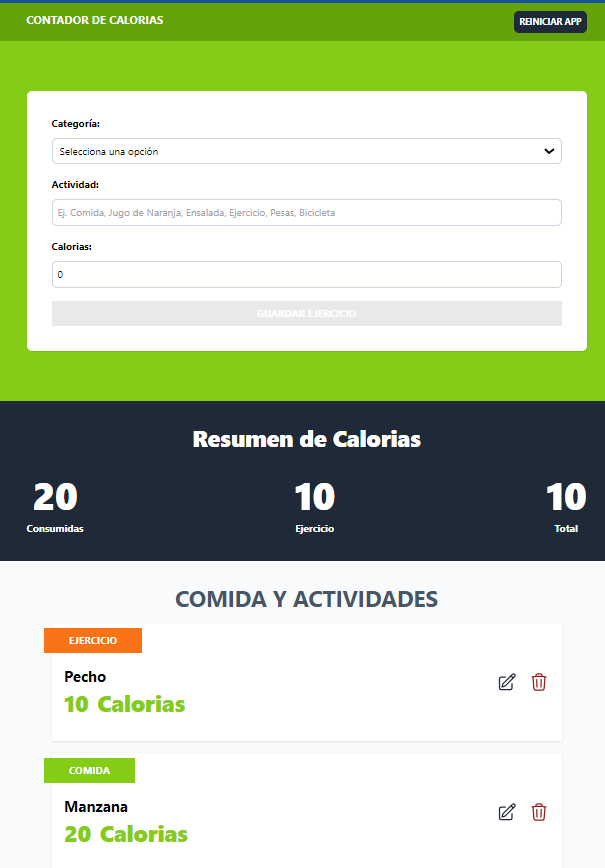 CONTADOR DE CALORIAS
REINICIAR APP
Categoría:
Selecciona una opción
Actividad:
Ej. Comida, Jugo de Naranja, Ensalada, Ejercicio, Pesas, Bicicleta
Calorias:
0
GUARDAR EJERCICIO
Resumen de Calorias
20 10 10
Consumidas Ejercicio Total
COMIDA Y ACTIVIDADES
EJERCICIO
Pecho
10 Calorias
COMIDA
Manzana
20 Calorias